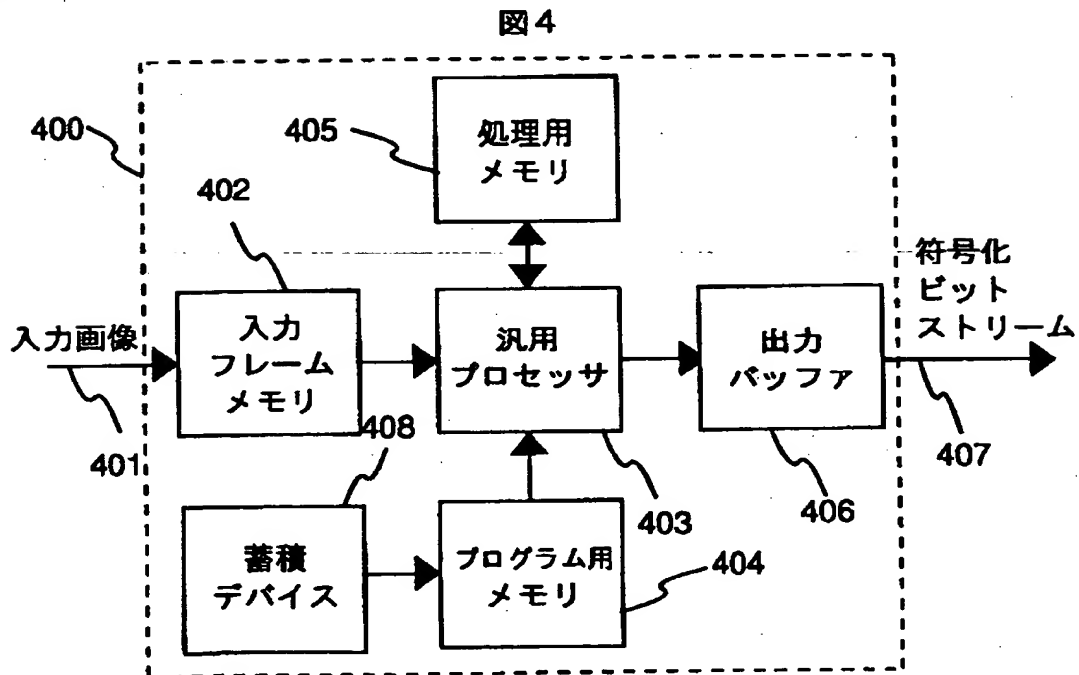 図4
400
405
処理用
メモリ
402
入力画像
401
入力
フレーム
メモリ
汎用
プロセッサ
403
出力
バッファ
406
符号化
ビット
ストリーム
407
408
蓄積
デバイス
プログラム用
メモリ
404